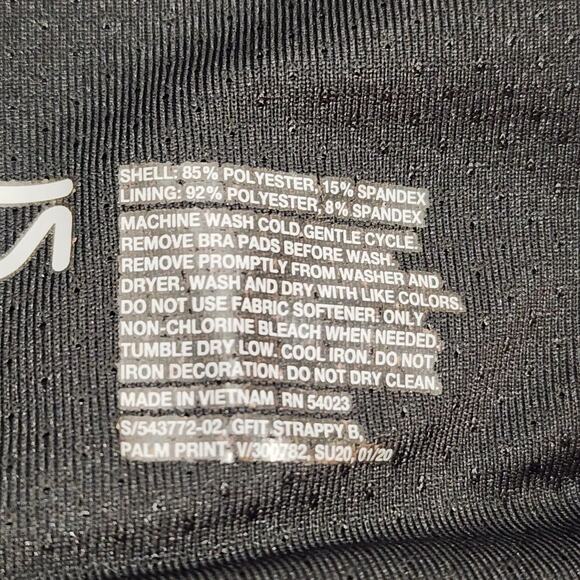 SHELL: 85% POLYESTER, 15% SPANDEX
LINING: 92% POLYESTER, 8% SPANDEX
MACHINE WASH COLD GENTLE CYCLE.
REMOVE BRA PADS BEFORE WASH.
REMOVE PROMPTLY FROM WASHER AND
DRYER. WASH AND DRY WITH LIKE COLORS.
DO NOT USE FABRIC SOFTENER. ONLY
NON-CHLORINE BLEACH WHEN NEEDED.
TUMBLE DRY LOW. COOL IRON. DO NOT
IRON DECORATION. DO NOT DRY CLEAN.
MADE IN VIETNAM RN 54023
S/543772-02, GFIT STRAPPY B,
PALM PRINT, V/300782, SU20, 01/20